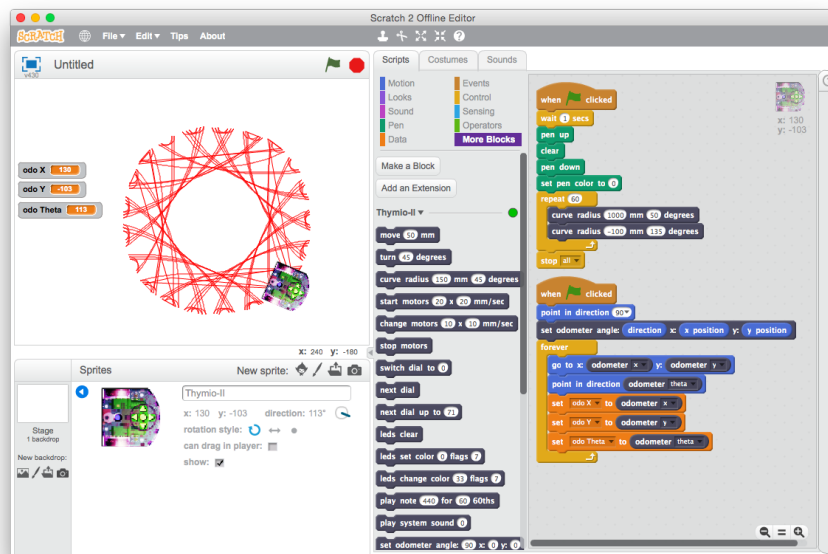 Scratch 2 Offline Editor
SCRATCH File Edit Tips About
v430 Untitled
odo X 130
odo Y -103
odo Theta 113
x: 240 y: -180
Sprites New sprite:
Stage
1 backdrop
New backdrop:
Thymio-II
x: 130 y: -103 direction: 113°
rotation style:
can drag in player:
show:
Scripts Costumes Sounds
Motion Events
Looks Control
Sound Sensing
Pen Operators
Data More Blocks
Make a Block
Add an Extension
Thymio-II
move 50 mm
turn 45 degrees
curve radius 150 mm 45 degrees
start motors 20 x 20 mm/sec
change motors 10 x 10 mm/sec
stop motors
switch dial to 0
next dial
next dial up to 71
leds clear
leds set color 0 flags 7
leds change color 33 flags 7
play note 440 for 60 60ths
play system sound 0
set odometer angle: 90 x: 0 y: 0
when clicked
wait 1 secs
pen up
clear
pen down
set pen color to 0
repeat 60
curve radius 1000 mm 50 degrees
curve radius -100 mm 135 degrees
stop all
when clicked
point in direction 90
set odometer angle: direction x: x position y: y position
forever
go to x: odometer x y: odometer y
point in direction odometer theta
set odo X to odometer x
set odo Y to odometer y
set odo Theta to odometer theta
x: 130
y: -103